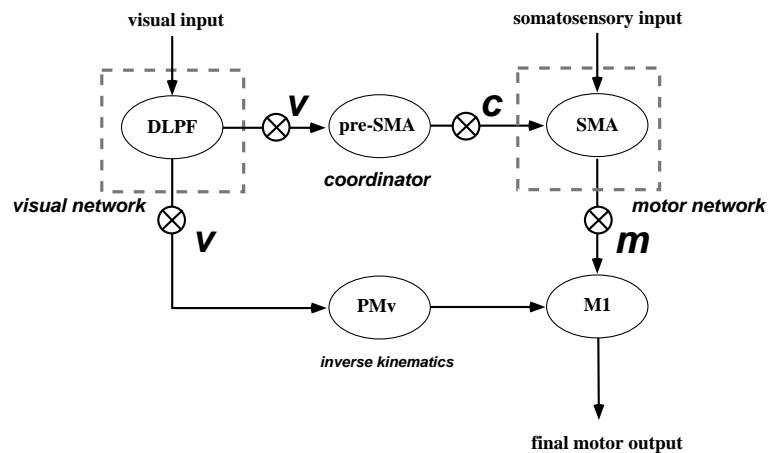 visual input
somatosensory input
DLPF
v
pre-SMA
c
SMA
coordinator
visual network
motor network
v
m
PMv
M1
inverse kinematics
final motor output